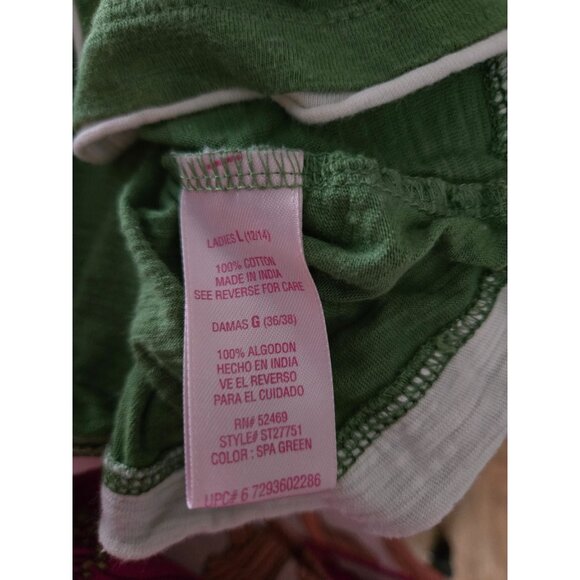 LADIES L (12/14)
100% COTTON
MADE IN INDIA
SEE REVERSE FOR CARE
DAMAS G (36/38)
100% ALGODON
HECHO EN INDIA
VE EL REVERSO
PARA EL CUIDADO
RN# 52469
STYLE# ST27751
COLOR : SPA GREEN
UPC# 6 7293602286